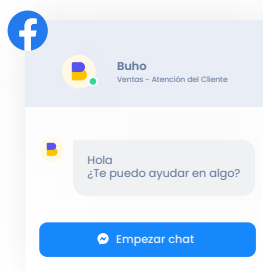 Buho
Ventas - Atención del Cliente
Hola
¿Te puedo ayudar en algo?
Empezar chat